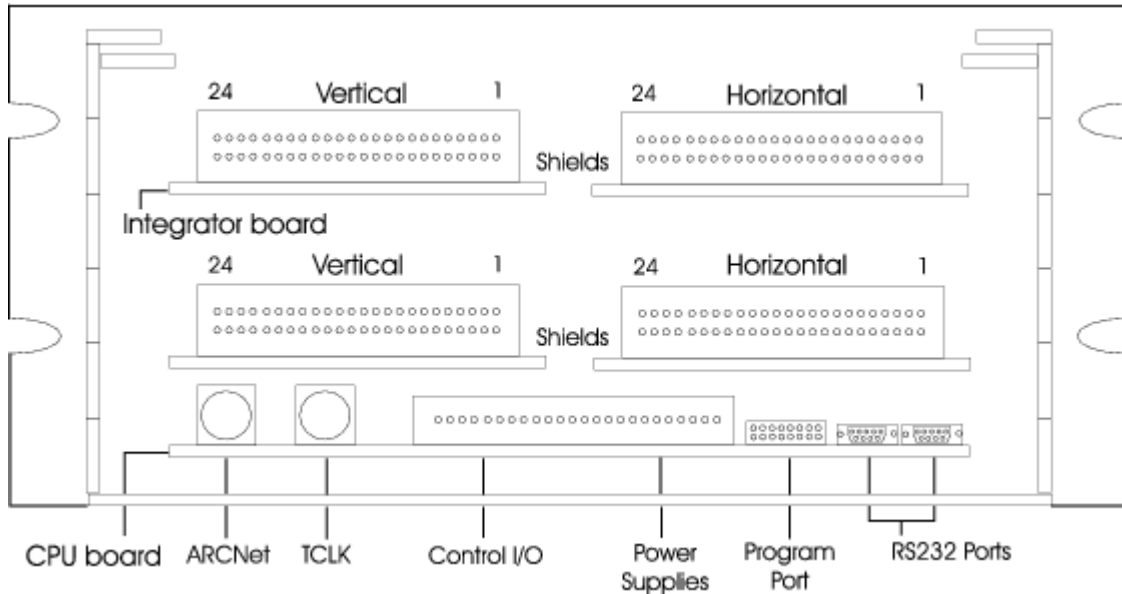 24 Vertical 1 24 Horizontal 1
Shields
Integrator board
24 Vertical 1 24 Horizontal 1
Shields
CPU board ARCNet TCLK Control I/O Power Supplies Program Port RS232 Ports